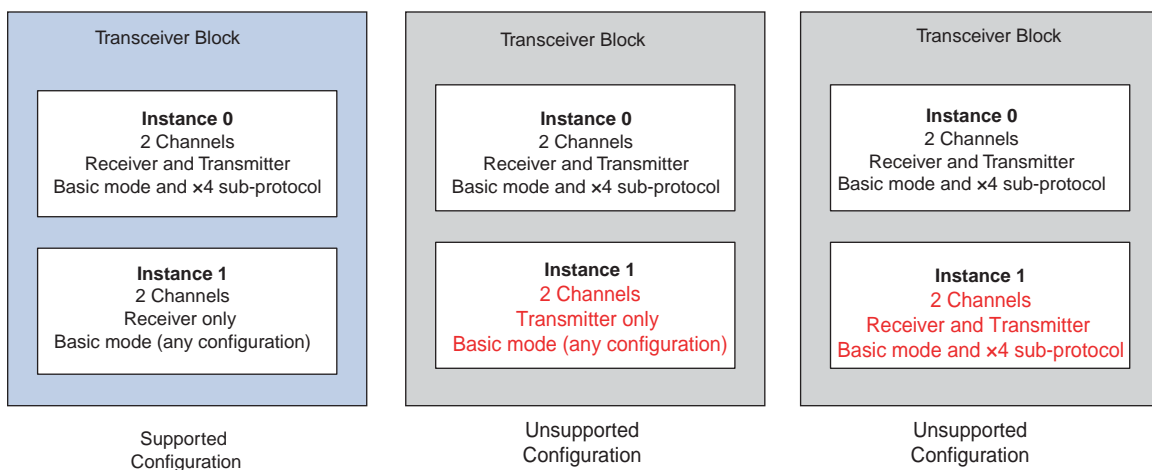 Transceiver Block
Instance 0
2 Channels
Receiver and Transmitter
Basic mode and ×4 sub-protocol
Instance 1
2 Channels
Receiver only
Basic mode (any configuration)
Supported
Configuration
Transceiver Block
Instance 0
2 Channels
Receiver and Transmitter
Basic mode and ×4 sub-protocol
Instance 1
2 Channels
Transmitter only
Basic mode (any configuration)
Unsupported
Configuration
Transceiver Block
Instance 0
2 Channels
Receiver and Transmitter
Basic mode and ×4 sub-protocol
Instance 1
2 Channels
Receiver and Transmitter
Basic mode and ×4 sub-protocol
Unsupported
Configuration